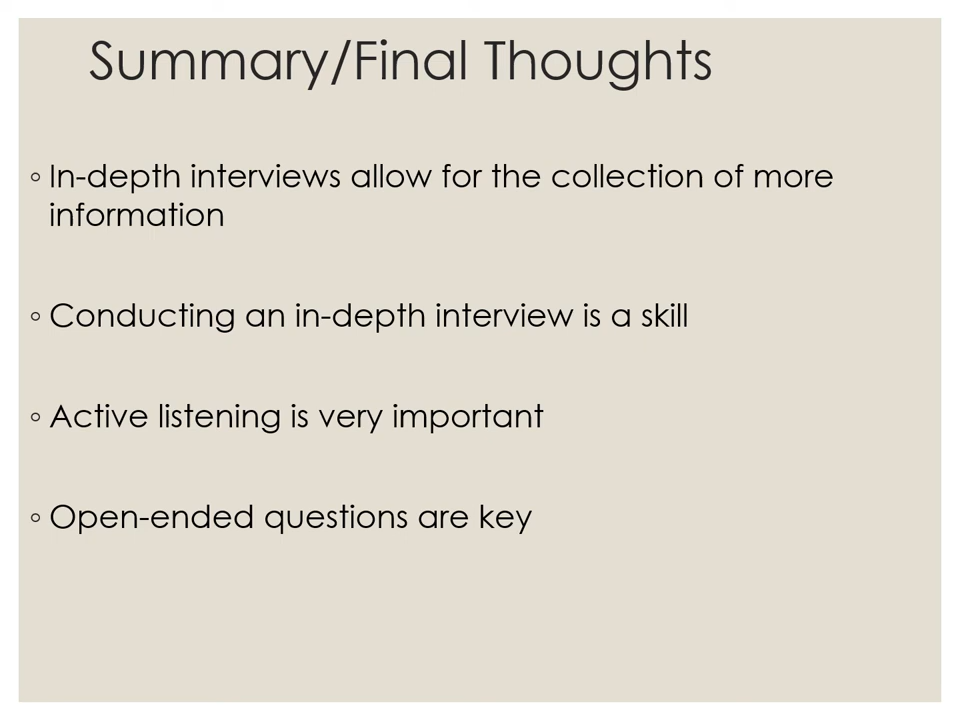 Summary/Final Thoughts
◦ In-depth interviews allow for the collection of more
information
◦ Conducting an in-depth interview is a skill
◦ Active listening is very important
◦ Open-ended questions are key